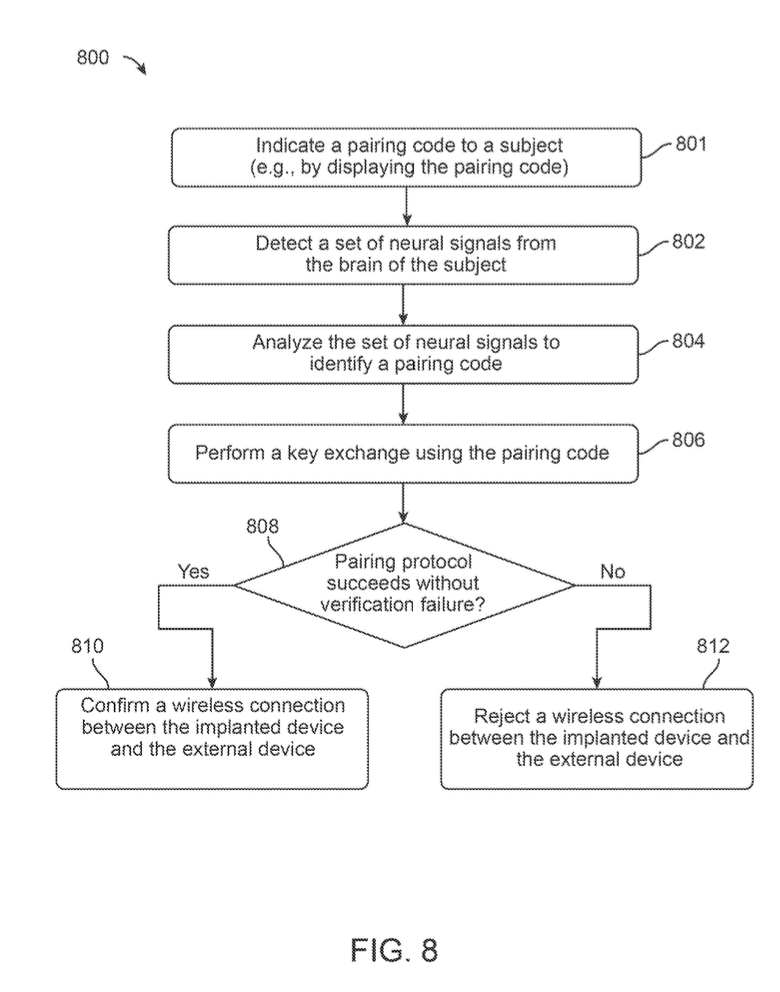 800
Indicate a pairing code to a subject
(e.g., by displaying the pairing code)
801
Detect a set of neural signals from
the brain of the subject
802
Analyze the set of neural signals to
identify a pairing code
804
Perform a key exchange using the pairing code
806
808
Pairing protocol
succeeds without
verification failure?
Yes
No
810
Confirm a wireless connection
between the implanted device
and the external device
812
Reject a wireless connection
between the implanted device and
the external device
FIG. 8